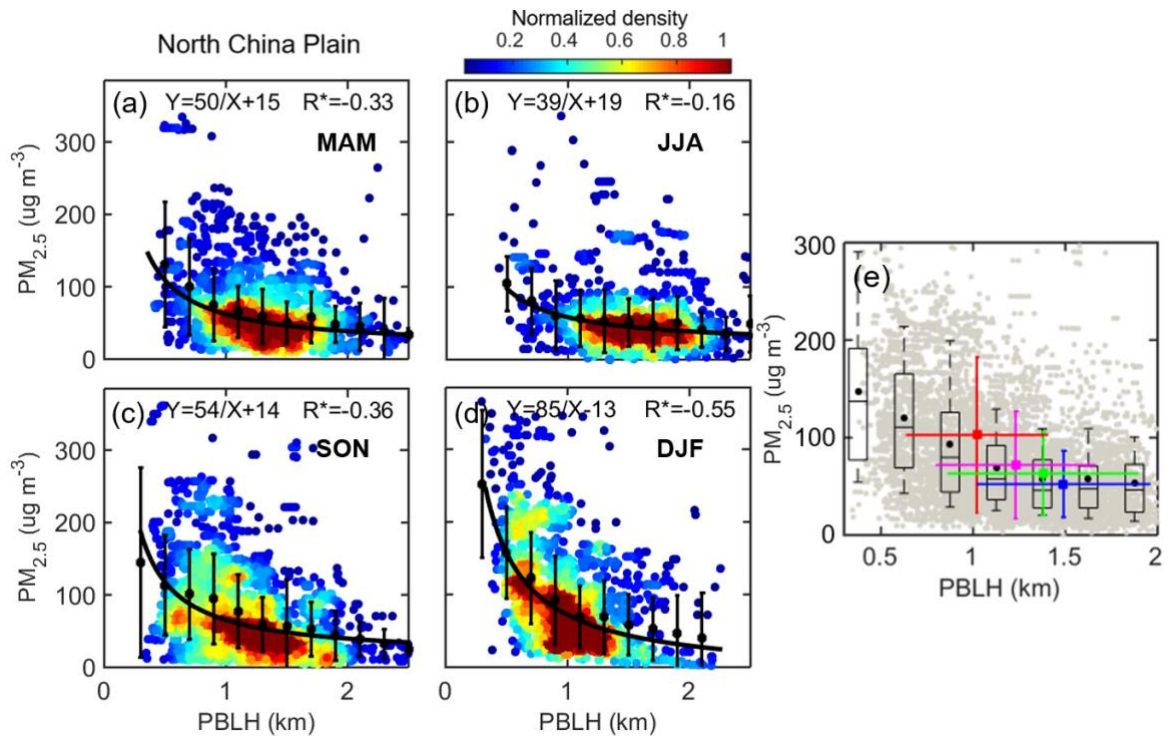 North China Plain
Normalized density
0.2 0.4 0.6 0.8 1
(a) Y=50/X+15 R*=-0.33
MAM
(b) Y=39/X+19 R*=-0.16
JJA
300
200
100
0
PM2.5 (ug m-3)
(c) Y=54/X+14 R*=-0.36
SON
(d) Y=85/X-13 R*=-0.55
DJF
300
200
100
0
PM2.5 (ug m-3)
0 1 2
PBLH (km)
0 1 2
PBLH (km)
(e)
300
200
100
0
PM2.5 (ug m-3)
0.5 1 1.5 2
PBLH (km)